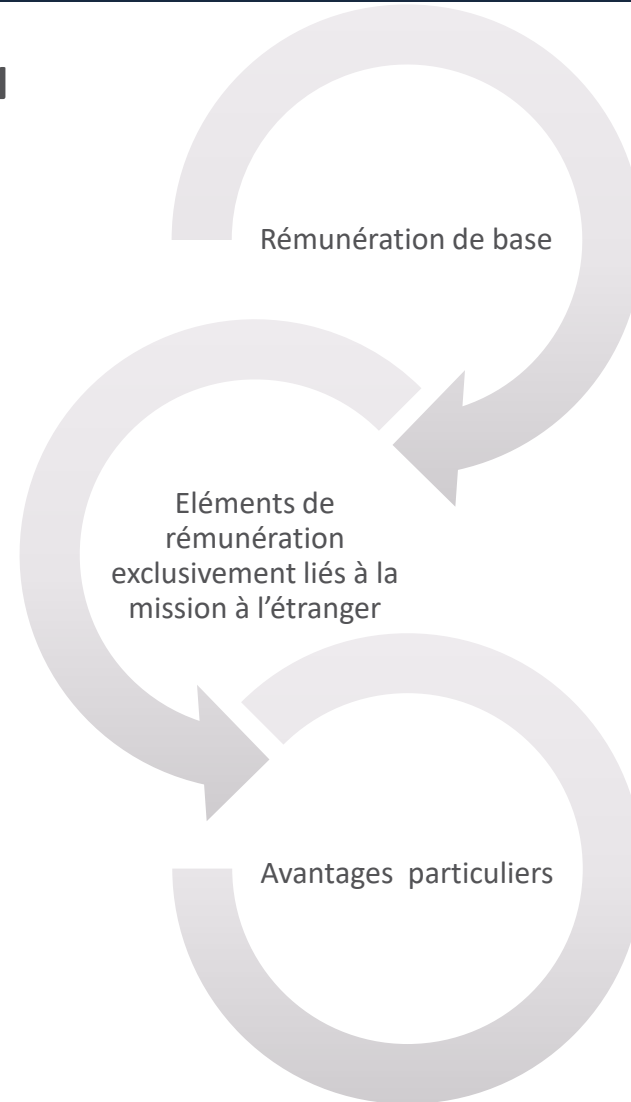 Rémunération de base
Eléments de
rémunération
exclusivement liés à la
mission à l’étranger
Avantages particuliers